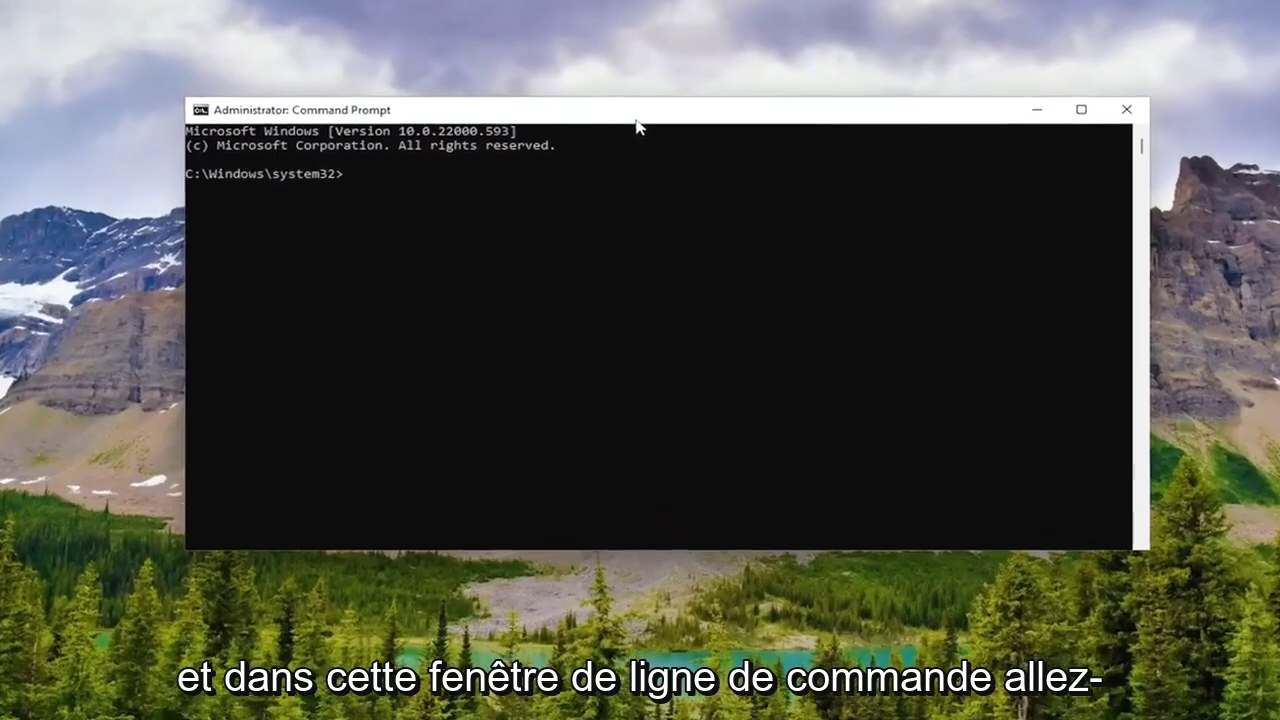 Administrator: Command Prompt
Microsoft Windows [Version 10.0.22000.593]
(c) Microsoft Corporation. All rights reserved.
C:\Windows\system32>
et dans cette fenêtre de ligne de commande allez-